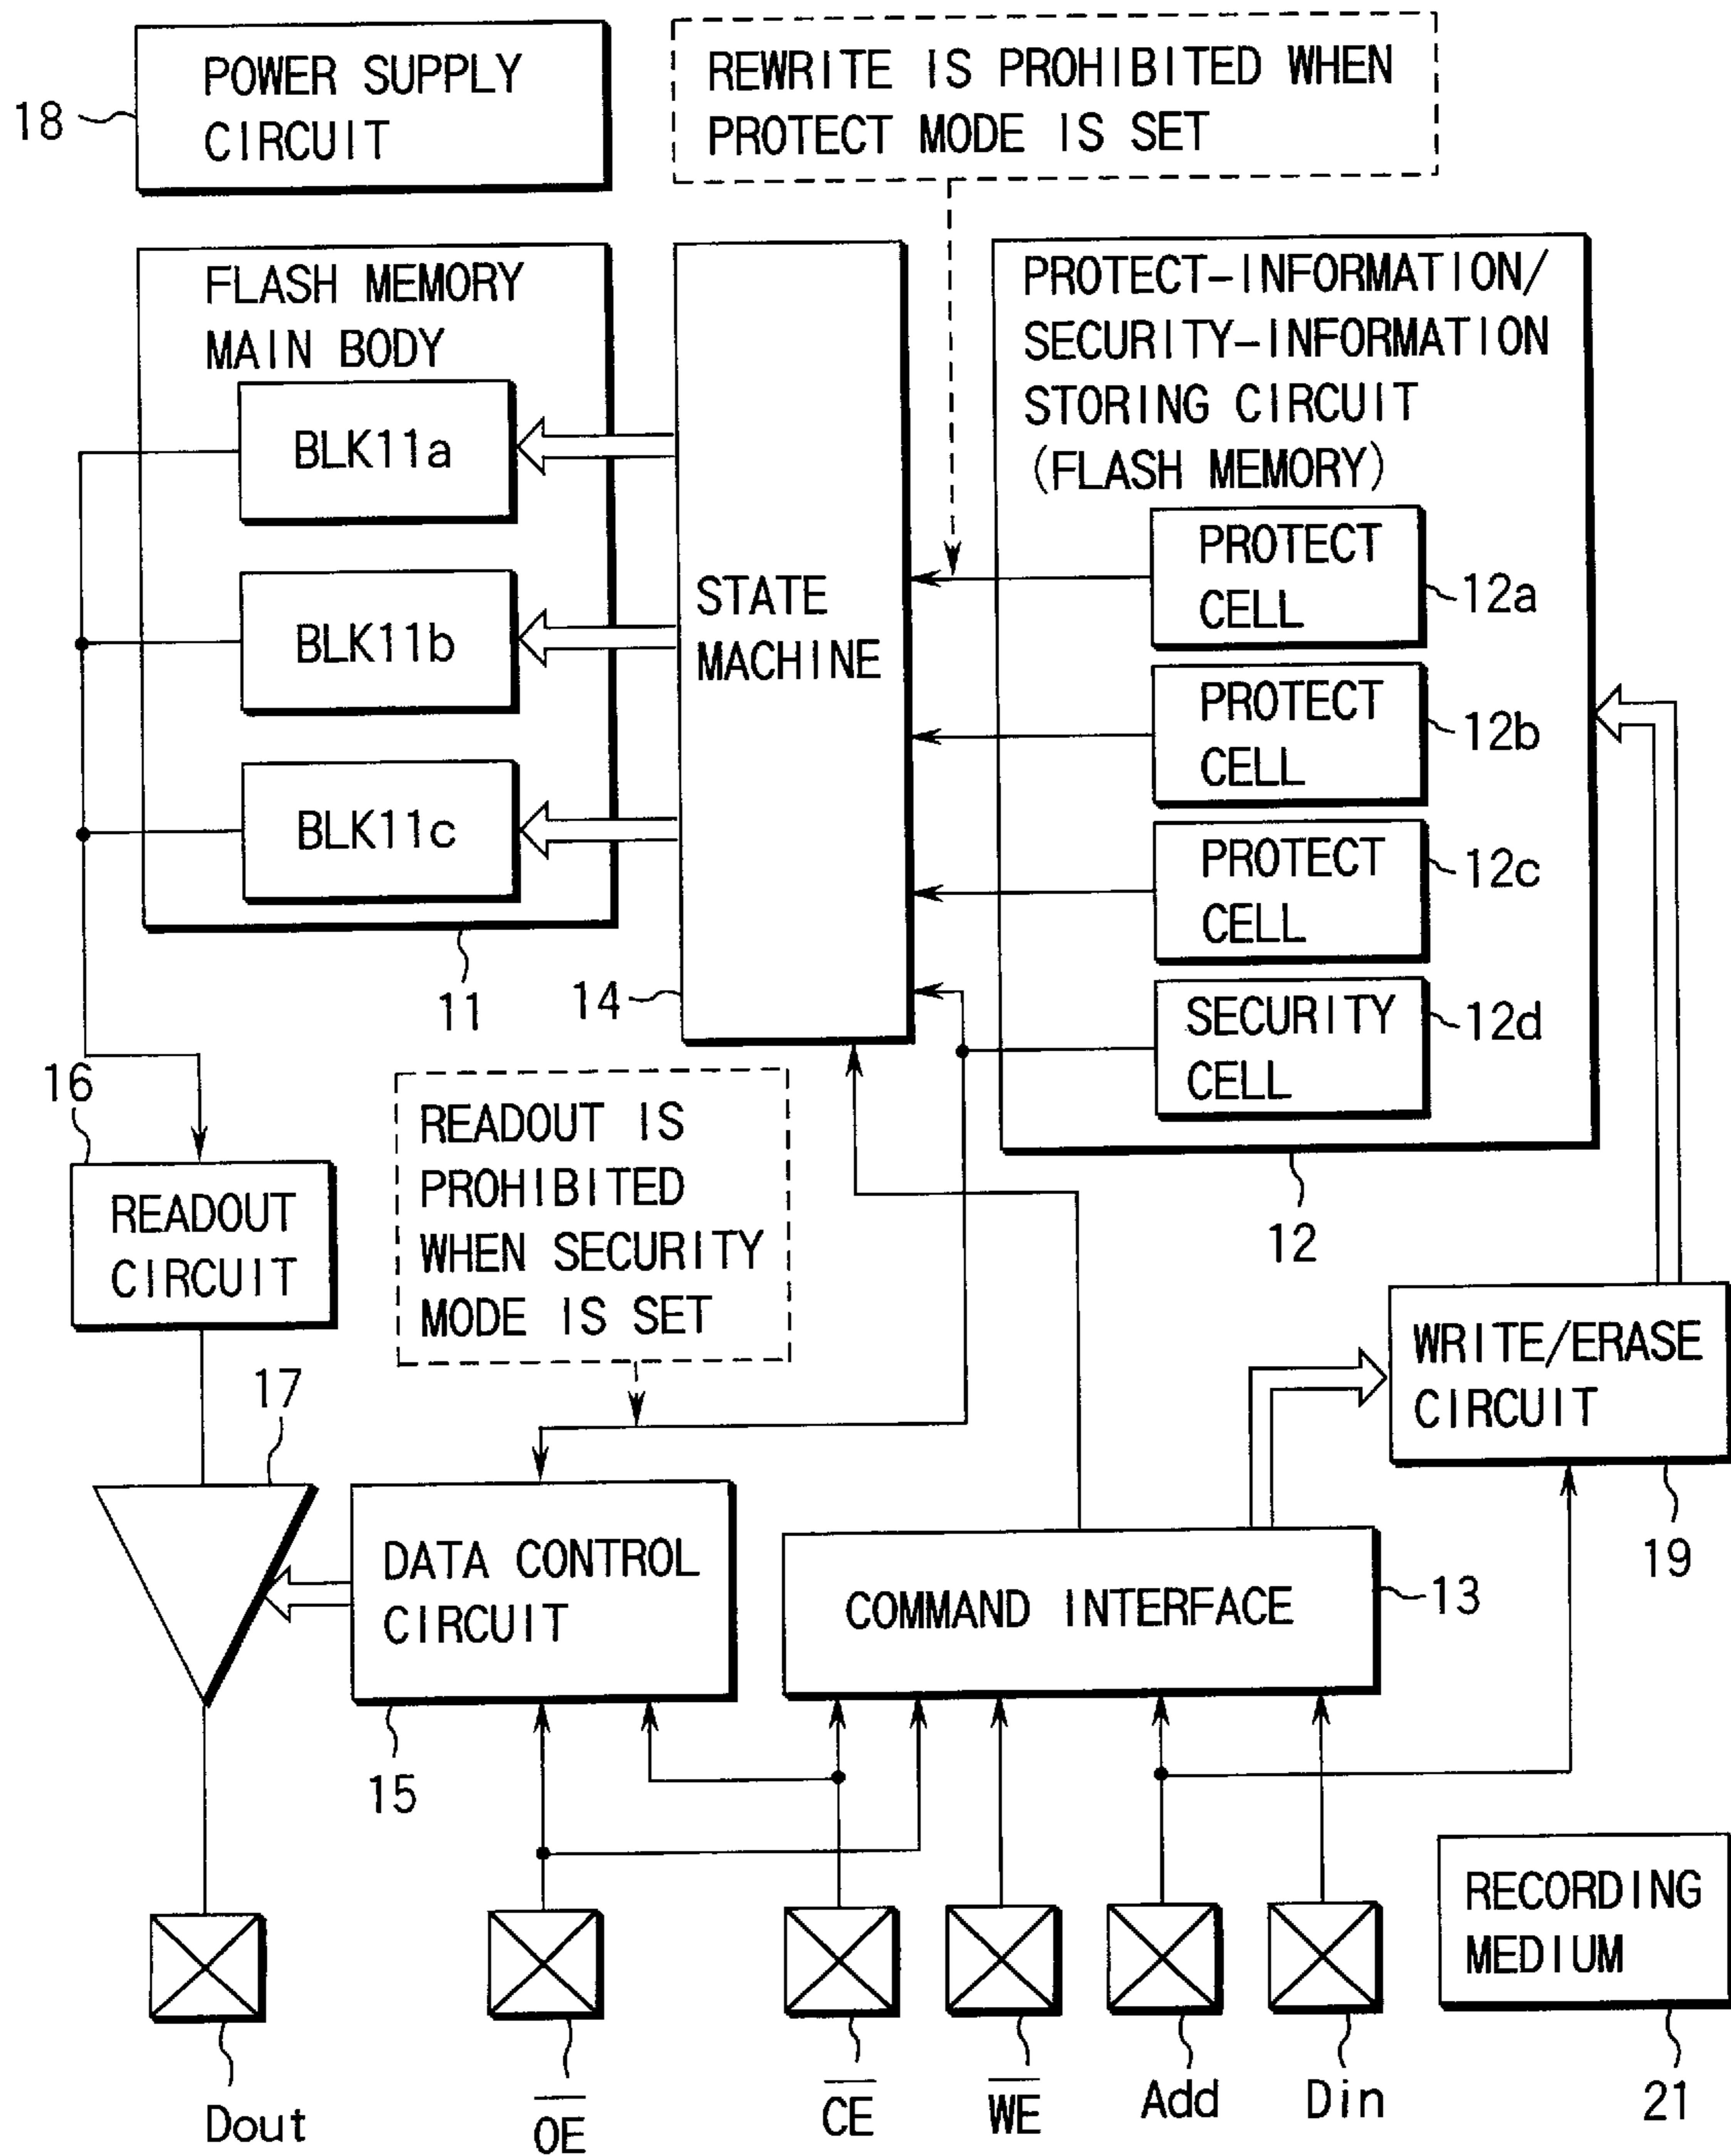 POWER SUPPLY
CIRCUIT
18
REWRITE IS PROHIBITED WHEN
PROTECT MODE IS SET
FLASH MEMORY
MAIN BODY
BLK11a
BLK11b
BLK11c
11
STATE
MACHINE
14
PROTECT-INFORMATION/
SECURITY-INFORMATION
STORING CIRCUIT
(FLASH MEMORY)
PROTECT
CELL
12a
PROTECT
CELL
12b
PROTECT
CELL
12c
SECURITY
CELL
12d
12
16
READOUT
CIRCUIT
READOUT IS
PROHIBITED
WHEN SECURITY
MODE IS SET
WRITE/ERASE
CIRCUIT
19
17
DATA CONTROL
CIRCUIT
15
COMMAND INTERFACE
13
RECORDING
MEDIUM
21
Dout
O̅E̅
C̅E̅
W̅E̅
Add
Din